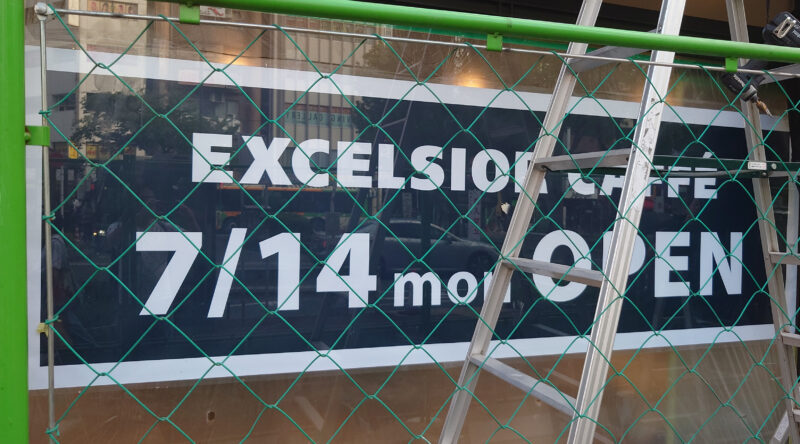 EXCELSIOR CAFFÉ
7/14 mon OPEN